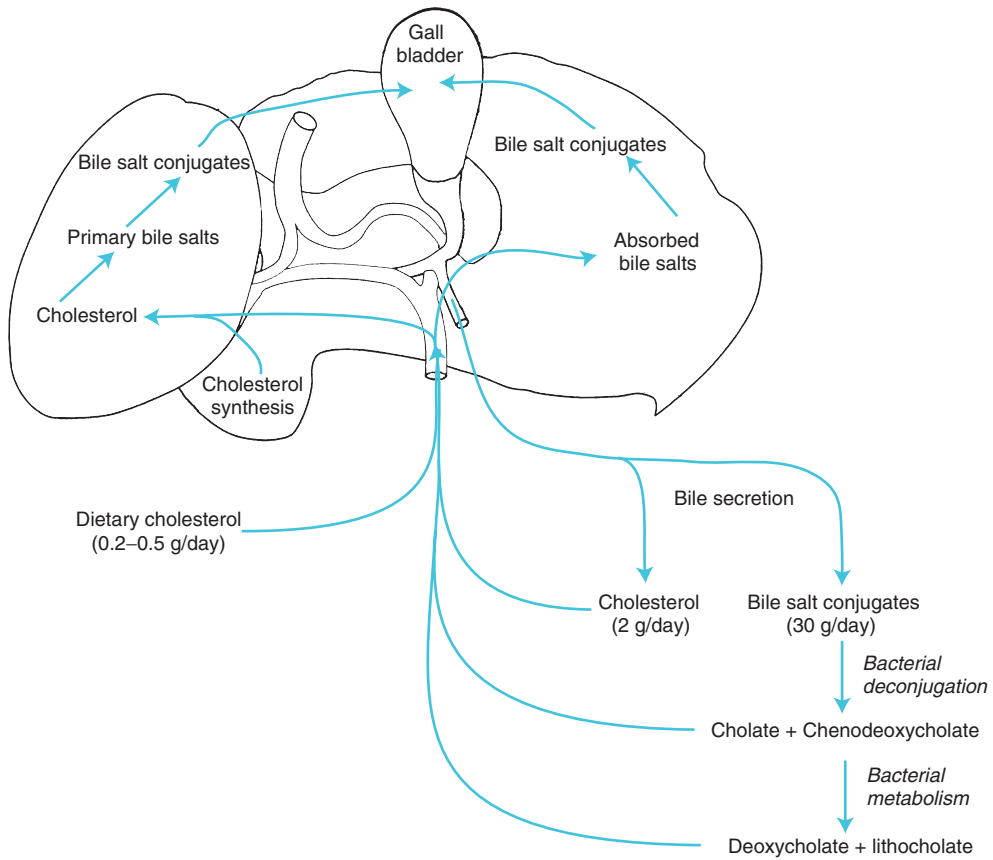 Gall
bladder
Bile salt conjugates
Bile salt conjugates
Primary bile salts
Absorbed
bile salts
Cholesterol
Cholesterol
synthesis
Bile secretion
Dietary cholesterol
(0.2–0.5 g/day)
Cholesterol
(2 g/day)
Bile salt conjugates
(30 g/day)
Bacterial
deconjugation
Cholate + Chenodeoxycholate
Bacterial
metabolism
Deoxycholate + lithocholate